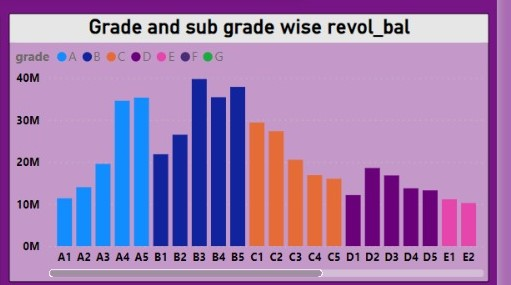 Grade and sub grade wise revol_bal
grade A B C D E F G
40M
30M
20M
10M
0M
A1 A2 A3 A4 A5 B1 B2 B3 B4 B5 C1 C2 C3 C4 C5 D1 D2 D3 D4 D5 E1 E2